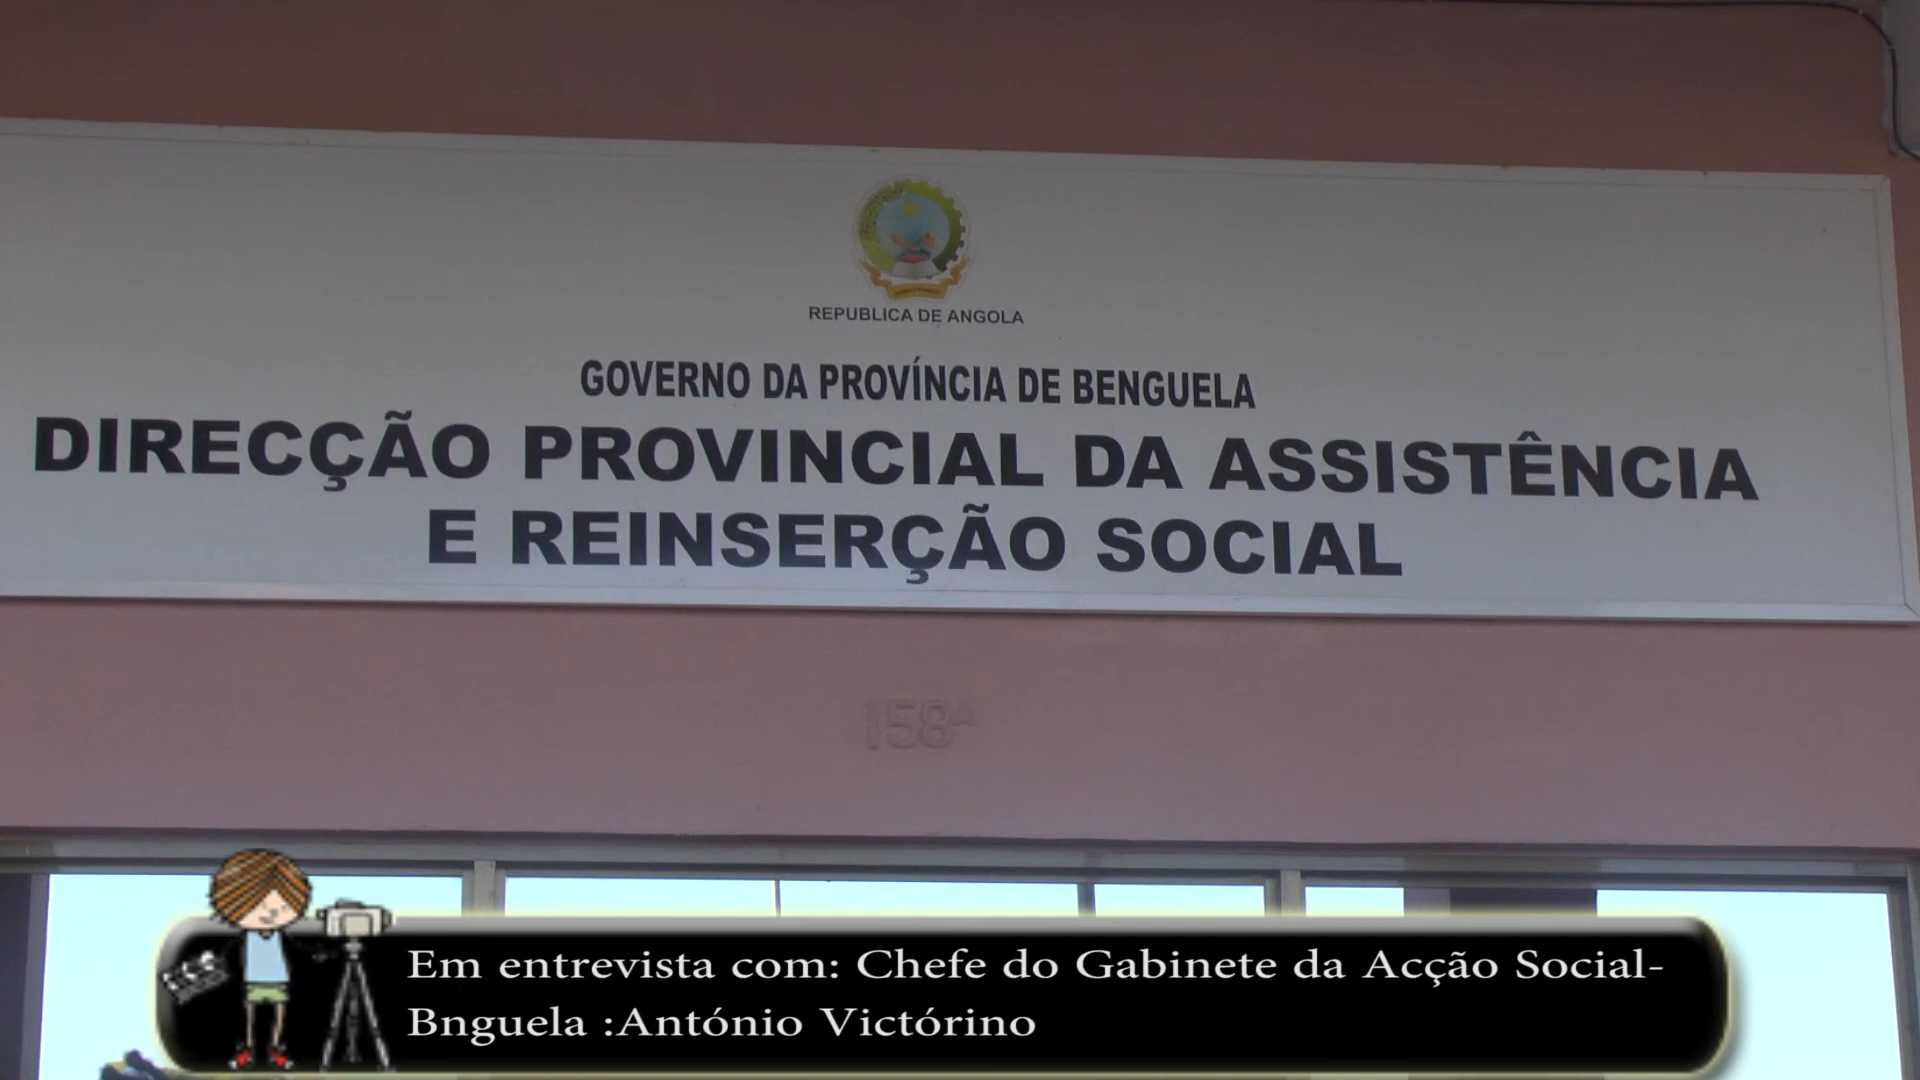 REPUBLICA DE ANGOLA
GOVERNO DA PROVÍNCIA DE BENGUELA
DIRECÇÃO PROVINCIAL DA ASSISTÊNCIA
E REINSERÇÃO SOCIAL
158A
Em entrevista com: Chefe do Gabinete da Acção Social-
Bnguela :António Victórino